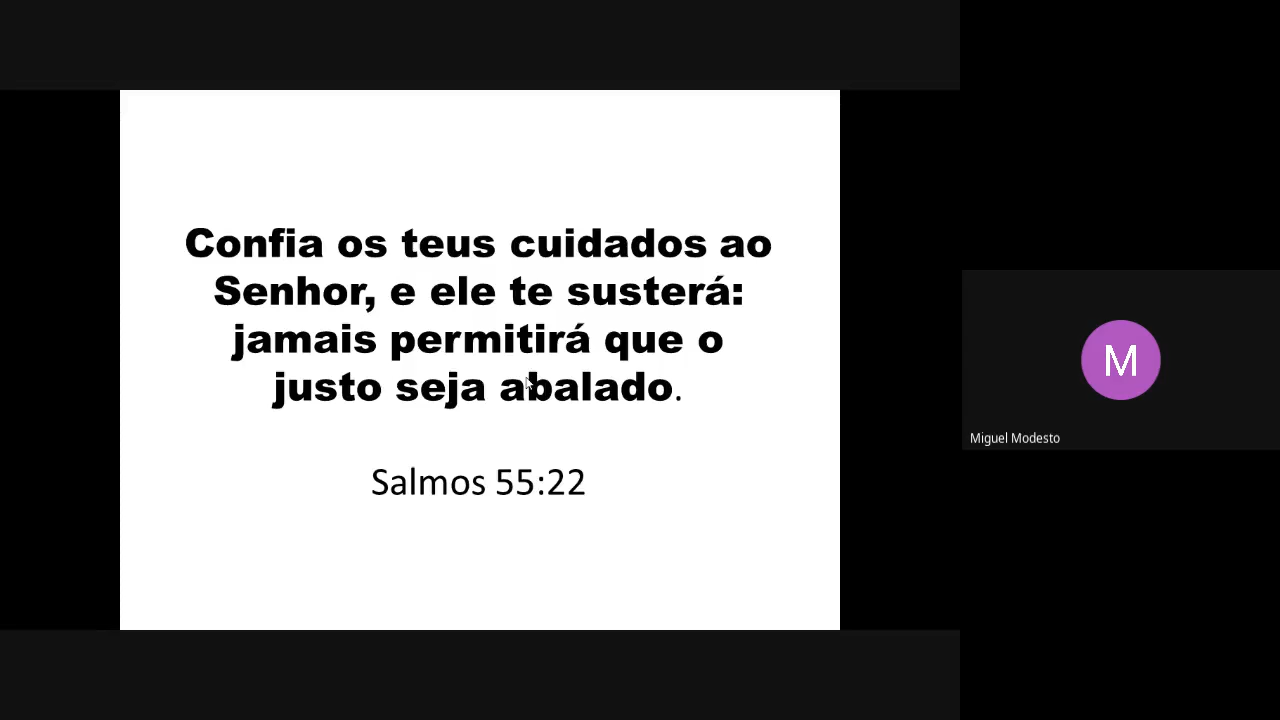 Confia os teus cuidados ao
Senhor, e ele te susterá:
jamais permitirá que o
justo seja abalado.
Salmos 55:22
M
Miguel Modesto